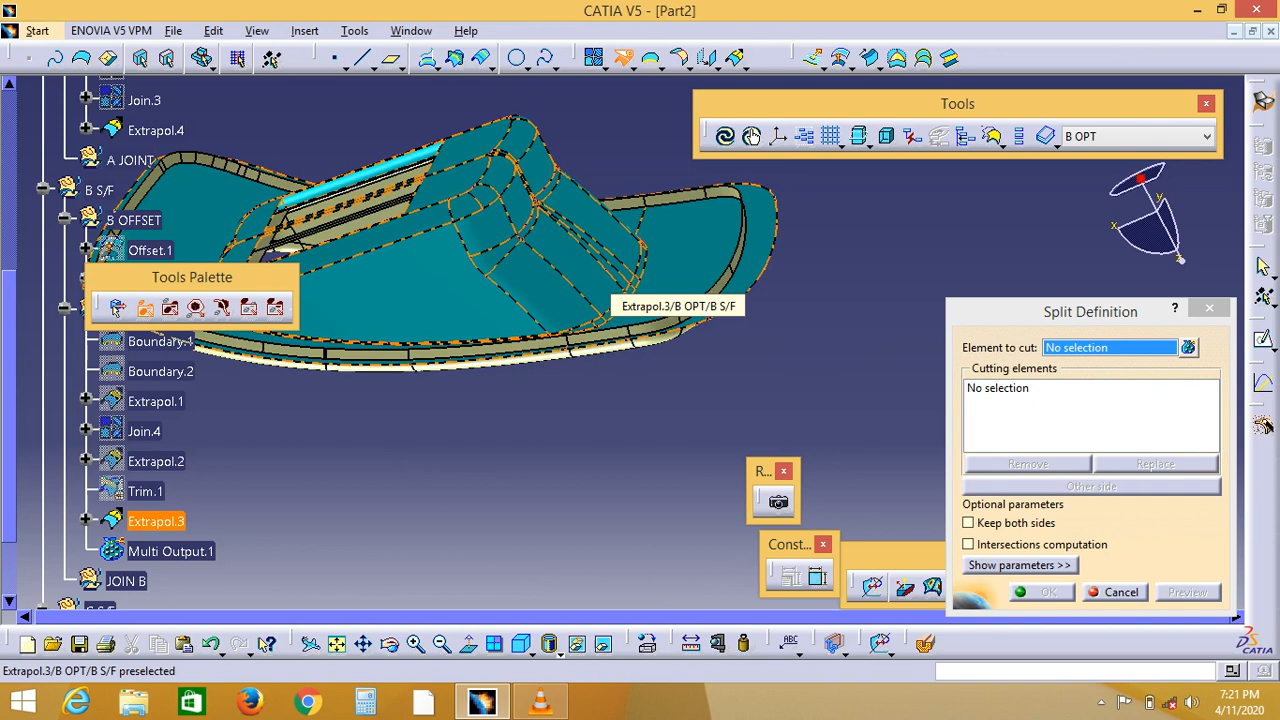 CATIA V5 - [Part2]
Start
ENOVIA V5 VPM
File
Edit
View
Insert
Tools
Window
Help
Join.3
Extrapol.4
A JOINT
B S/F
B OFFSET
Offset.1
Tools Palette
Boundary.1
Boundary.2
Extrapol.1
Join.4
Extrapol.2
Trim.1
Extrapol.3
Multi Output.1
JOIN B
Tools
B OPT
x
y
z
Extrapol.3/B OPT/B S/F
R...
Const...
Split Definition
?
Element to cut:
No selection
Cutting elements
No selection
Remove
Replace
Other side
Optional parameters
Keep both sides
Intersections computation
Show parameters >>
OK
Cancel
Preview
ABC
CATIA
Extrapol.3/B OPT/B S/F preselected
7:21 PM
4/11/2020